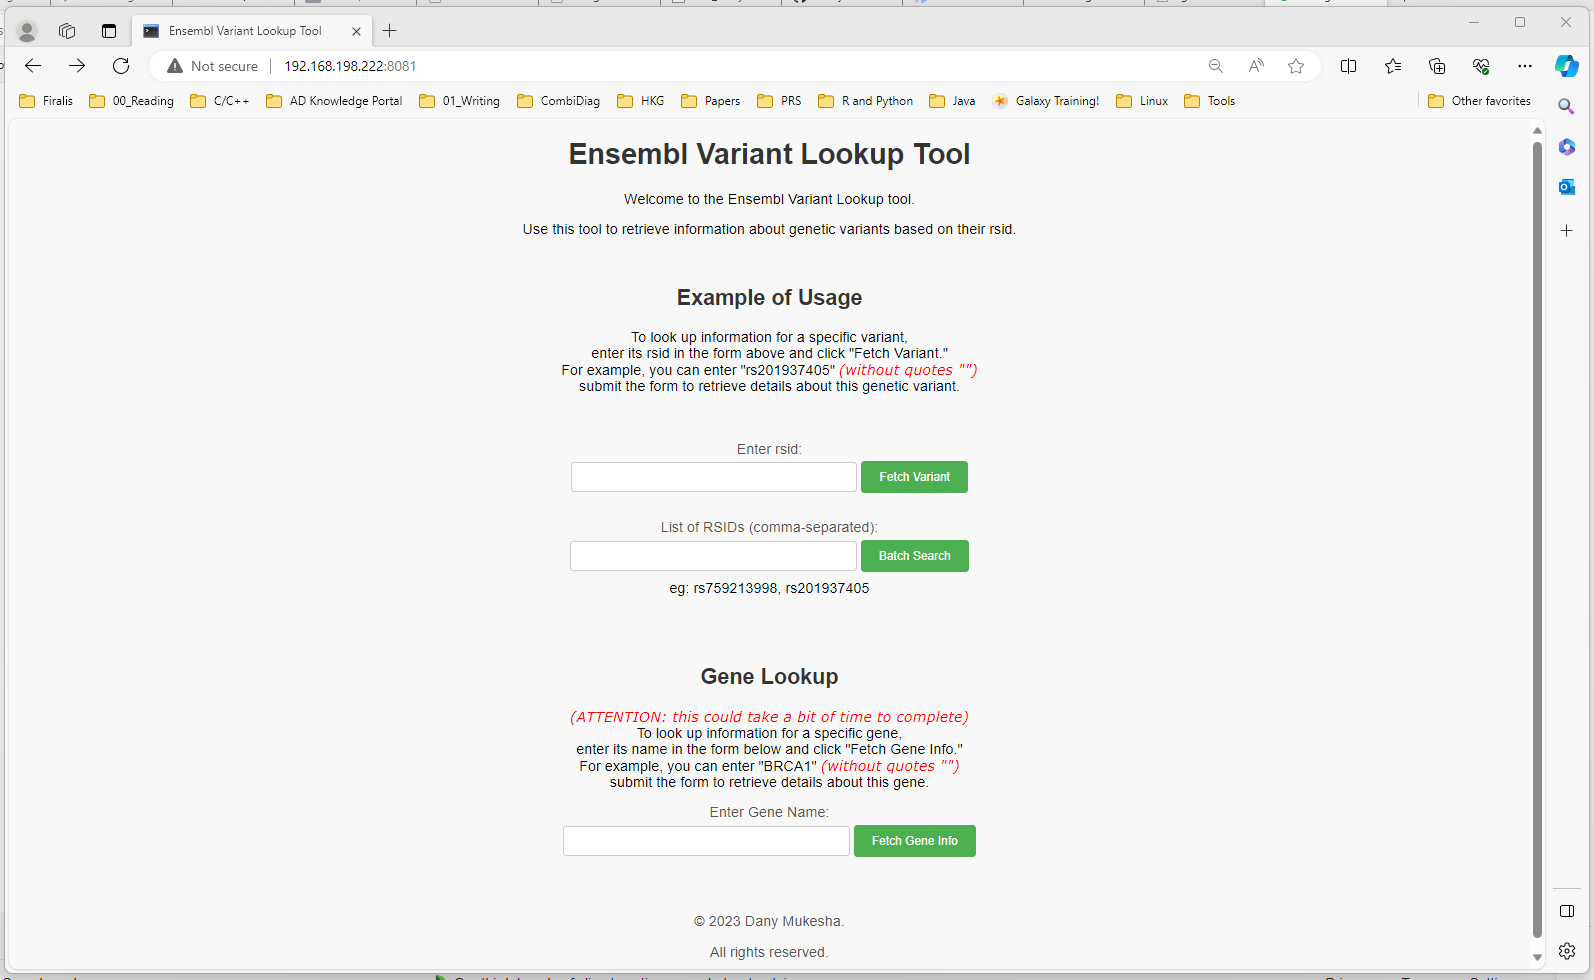 Ensembl Variant Lookup Tool
Not secure
192.168.198.222:8081
Firalis
00_Reading
C/C++
AD Knowledge Portal
01_Writing
CombiDiag
HKG
Papers
PRS
R and Python
Java
Galaxy Training!
Linux
Tools
Other favorites
Ensembl Variant Lookup Tool
Welcome to the Ensembl Variant Lookup tool.
Use this tool to retrieve information about genetic variants based on their rsid.
Example of Usage
To look up information for a specific variant,
enter its rsid in the form above and click "Fetch Variant."
For example, you can enter "rs201937405" (without quotes "")
submit the form to retrieve details about this genetic variant.
Enter rsid:
Fetch Variant
List of RSIDs (comma-separated):
Batch Search
eg: rs759213998, rs201937405
Gene Lookup
(ATTENTION: this could take a bit of time to complete)
To look up information for a specific gene,
enter its name in the form below and click "Fetch Gene Info."
For example, you can enter "BRCA1" (without quotes "")
submit the form to retrieve details about this gene.
Enter Gene Name:
Fetch Gene Info
© 2023 Dany Mukesha.
All rights reserved.